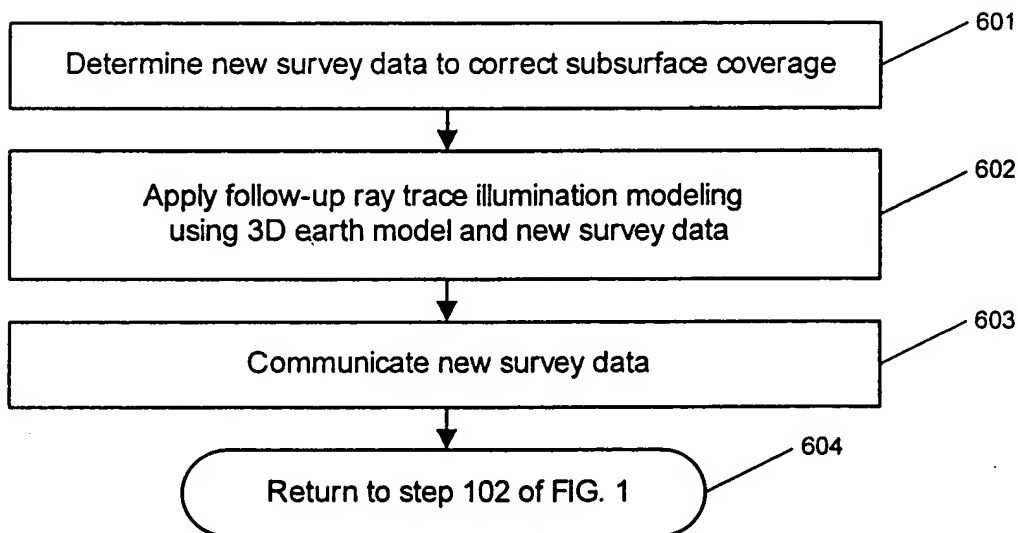 601
Determine new survey data to correct subsurface coverage
602
Apply follow-up ray trace illumination modeling
using 3D earth model and new survey data
603
Communicate new survey data
604
Return to step 102 of FIG. 1